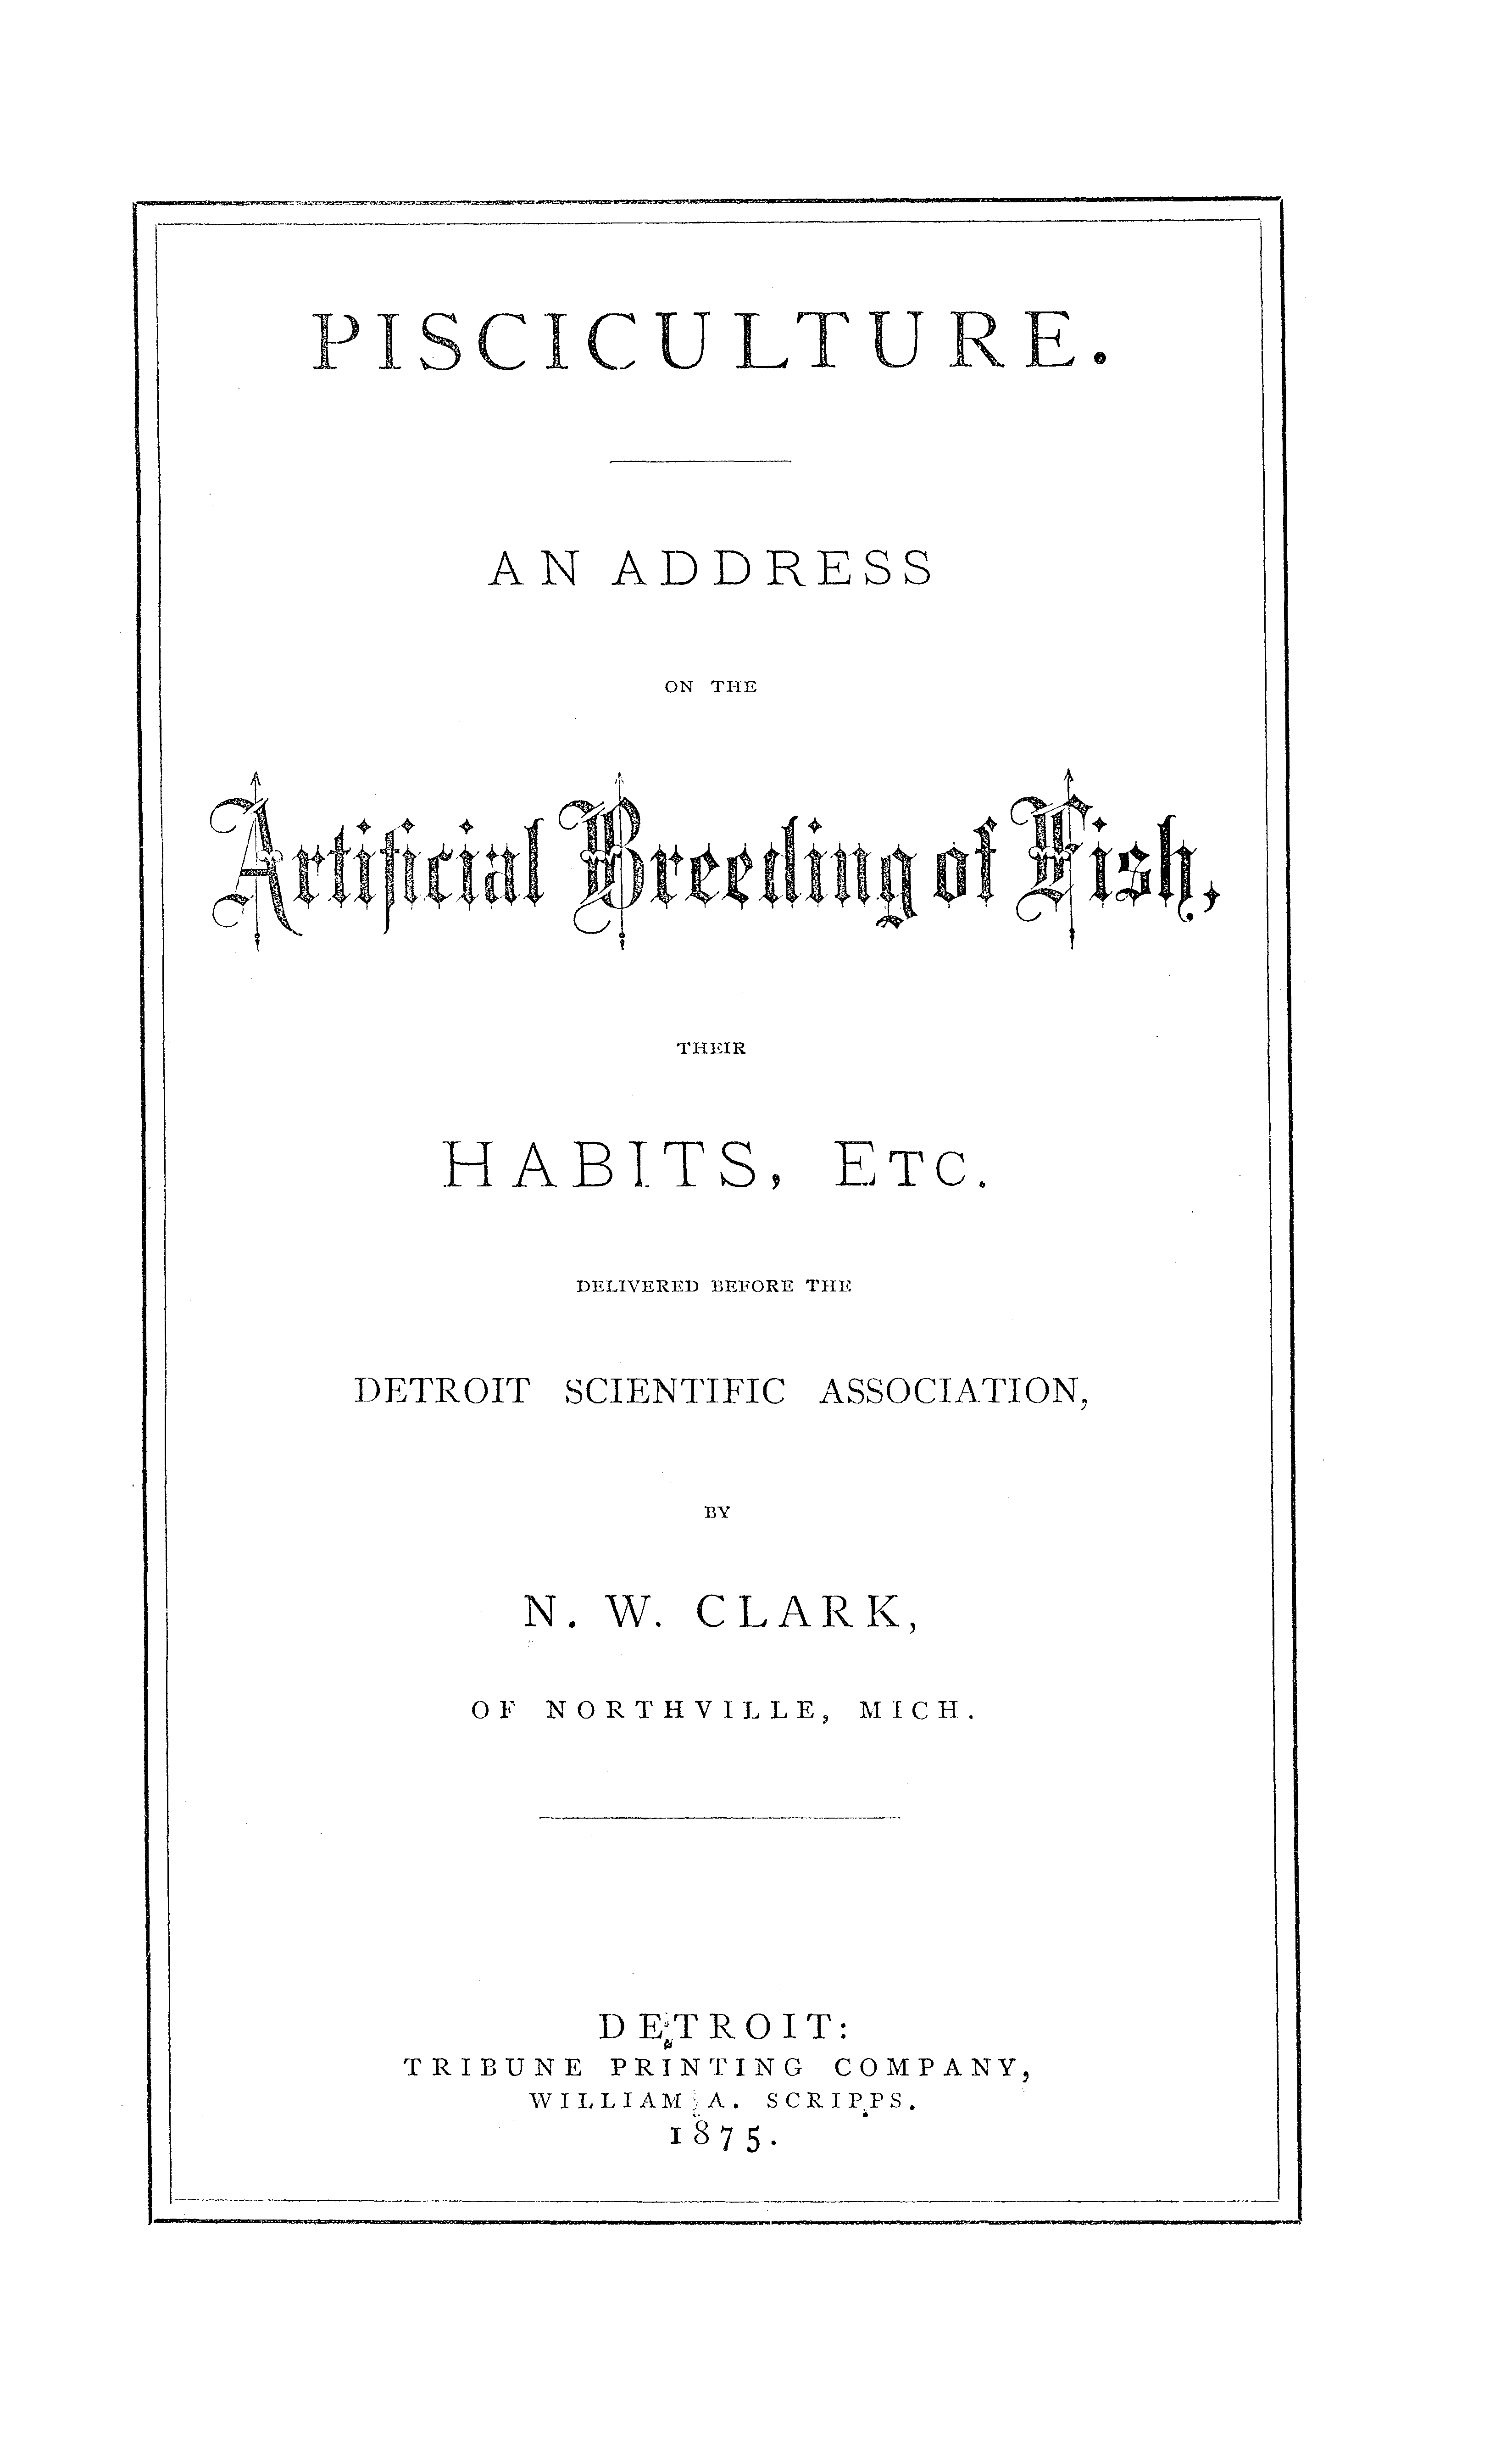 PISCICULTURE.
AN ADDRESS
ON THE
Artificial Breeding of Fish,
THEIR
HABITS, ETC.
DELIVERED BEFORE THE
DETROIT SCIENTIFIC ASSOCIATION,
BY
N. W. CLARK,
OF NORTHVILLE, MICH.
DETROIT:
TRIBUNE PRINTING COMPANY,
WILLIAM A. SCRIPPS.
1875.